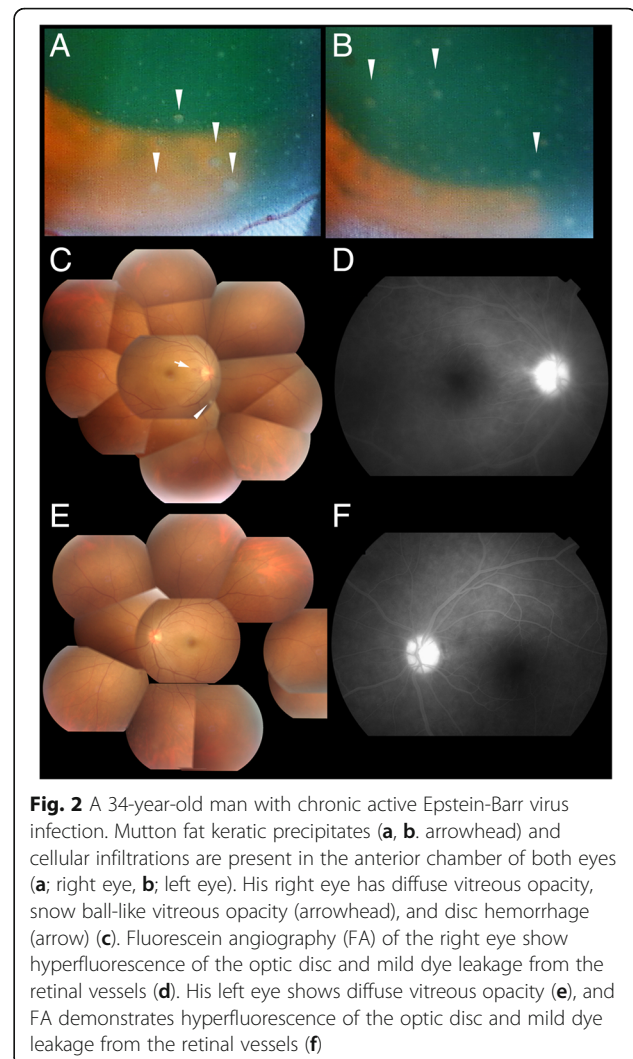 A
B
C
D
E
F
Fig. 2 A 34-year-old man with chronic active Epstein-Barr virus
infection. Mutton fat keratic precipitates (a, b. arrowhead) and
cellular infiltrations are present in the anterior chamber of both eyes
(a; right eye, b; left eye). His right eye has diffuse vitreous opacity,
snow ball-like vitreous opacity (arrowhead), and disc hemorrhage
(arrow) (c). Fluorescein angiography (FA) of the right eye show
hyperfluorescence of the optic disc and mild dye leakage from the
retinal vessels (d). His left eye shows diffuse vitreous opacity (e), and
FA demonstrates hyperfluorescence of the optic disc and mild dye
leakage from the retinal vessels (f)